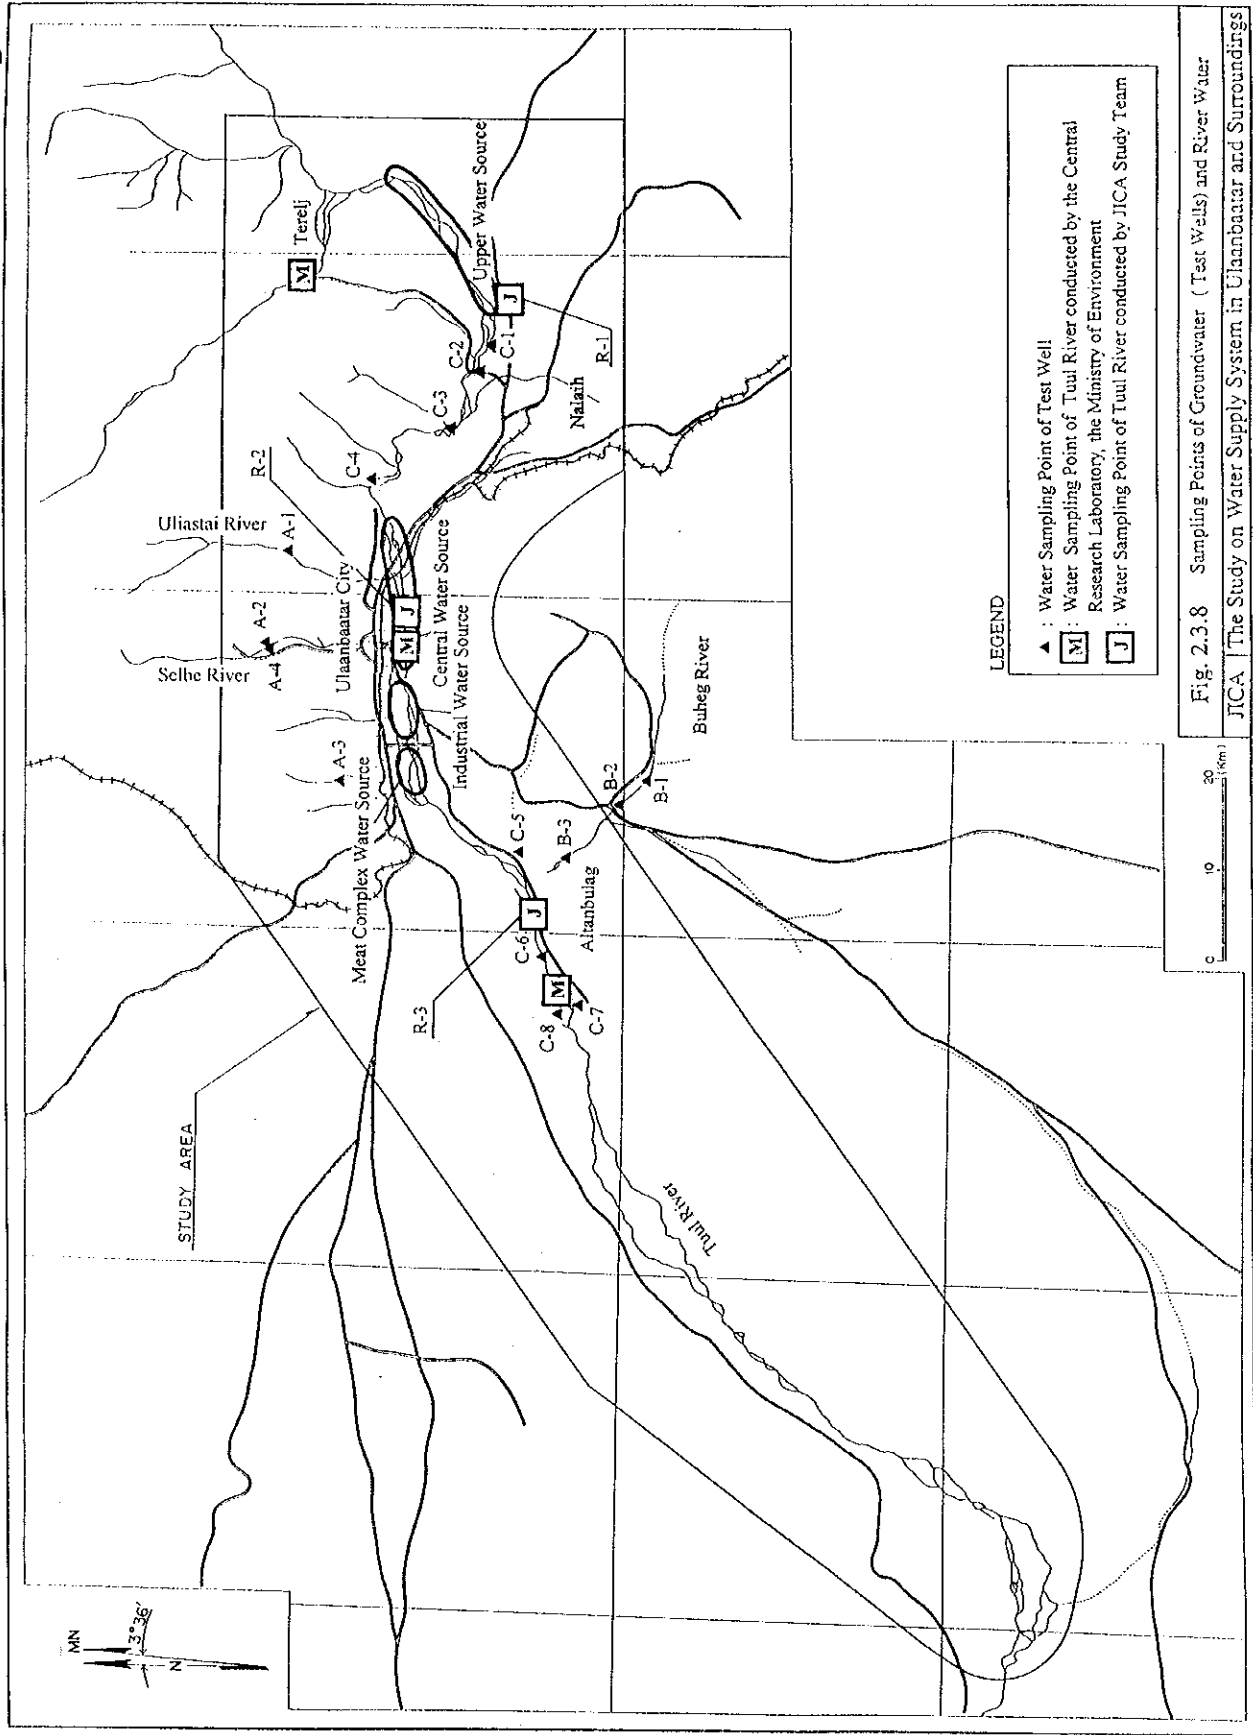 MN
3°36'
N
STUDY AREA
Uliastai River
A-1
R-2
Terelj
M
A-2
A-4
Selbe River
Ulaanbaatar City
C-4
C-3
C-2
C-1
Upper Water Source
J
R-1
Nalaih
A-3
Meat Complex Water Source
M
J
Central Water Source
Industrial Water Source
C-5
B-3
B-2
B-1
Buheg River
Altanbulag
J
C-6
R-3
M
C-8
C-7
Tuul River
LEGEND
▲ : Water Sampling Point of Test Well
M : Water Sampling Point of Tuul River conducted by the Central
Research Laboratory, the Ministry of Environment
J : Water Sampling Point of Tuul River conducted by JICA Study Team
0 10 20
(Km)
Fig. 2.3.8 Sampling Points of Groundwater ( Test Wells) and River Water
JICA The Study on Water Supply System in Ulaanbaatar and Surroundings